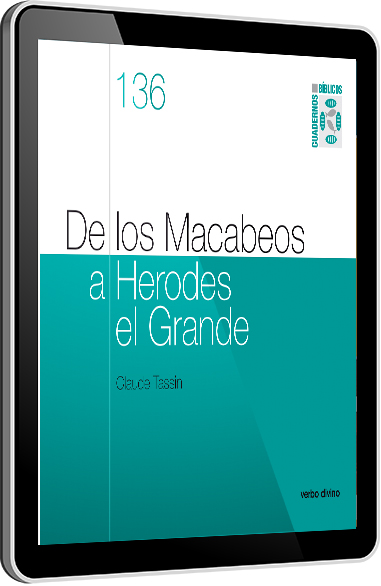 136
CUADERNOS
BÍBLICOS
De los Macabeos
a Herodes
el Grande
Claude Tassin
verbo divino